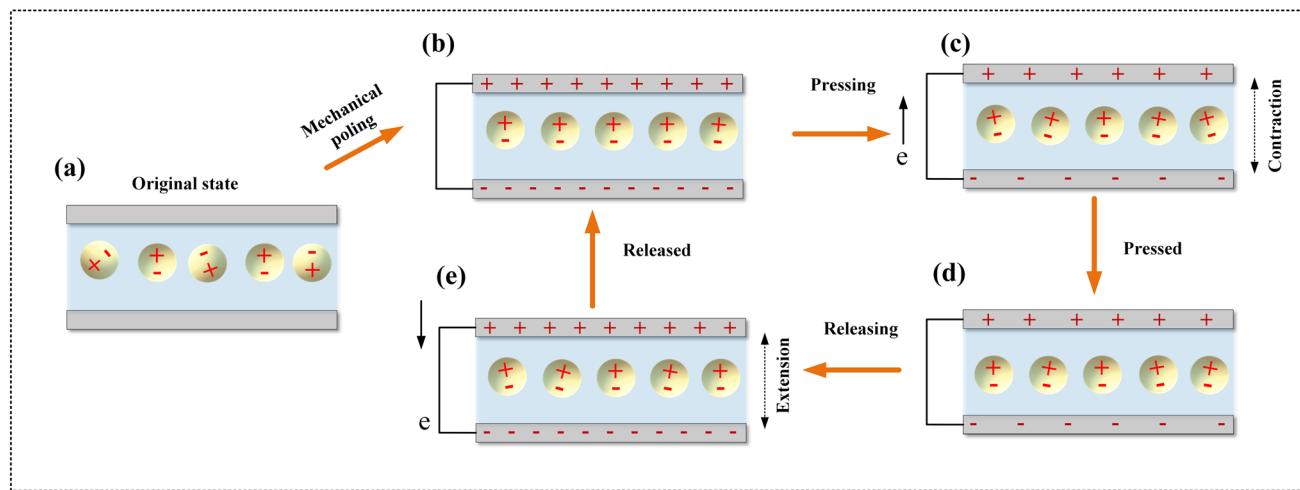 (a)
Original state
Mechanical
poling
(b)
+ + + + + + + + +
+ + + + +
- - - - -
- - - - - - - - - -
Pressing
(c)
+ + + + + +
e
+ + + + +
- - - - -
- - - - - -
Contraction
Pressed
(d)
+ + + + + +
+ + + + +
- - - - -
- - - - - -
Releasing
(e)
+ + + + + + + + +
e
+ + + + +
- - - - -
- - - - - - - - - -
Extension
Released